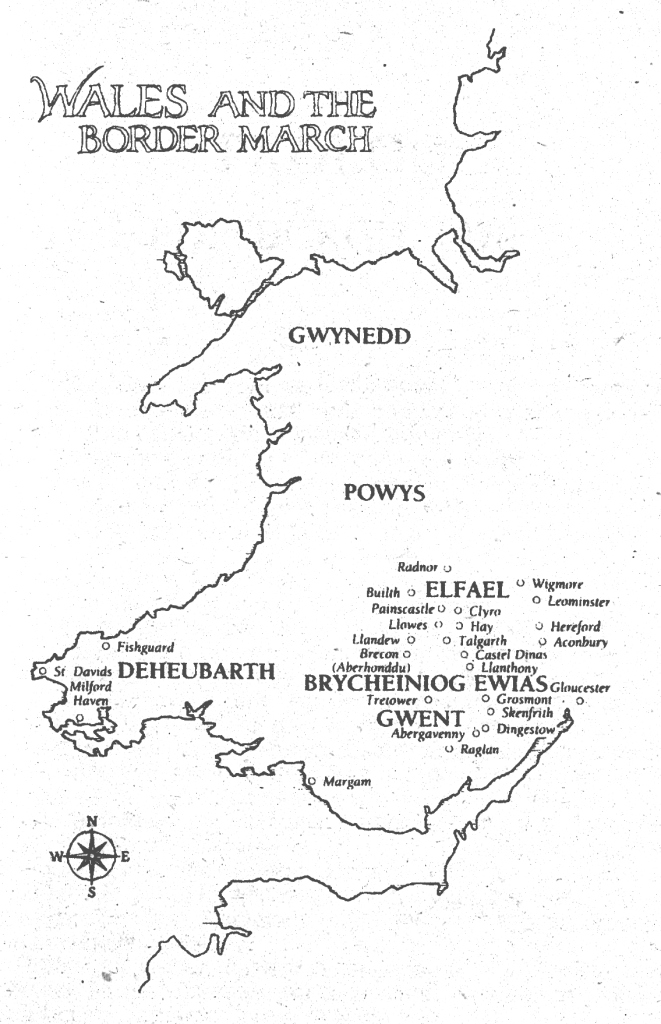 WALES AND THE
BORDER MARCH
GWYNEDD
POWYS
Radnor
ELFAEL
Wigmore
Builth
Leominster
Painscastle
Clyro
Llowes
Hay
Hereford
Llandew
Talgarth
Aconbury
Brecon
(Aberhonddu)
Castel Dinas
Llanthony
Fishguard
St Davids
DEHEUBARTH
Milford
Haven
BRYCHEINIOG
EWIAS
Gloucester
Tretower
Grosmont
GWENT
Skenfrith
Abergavenny
Dingestow
Raglan
Margam
N
W
E
S